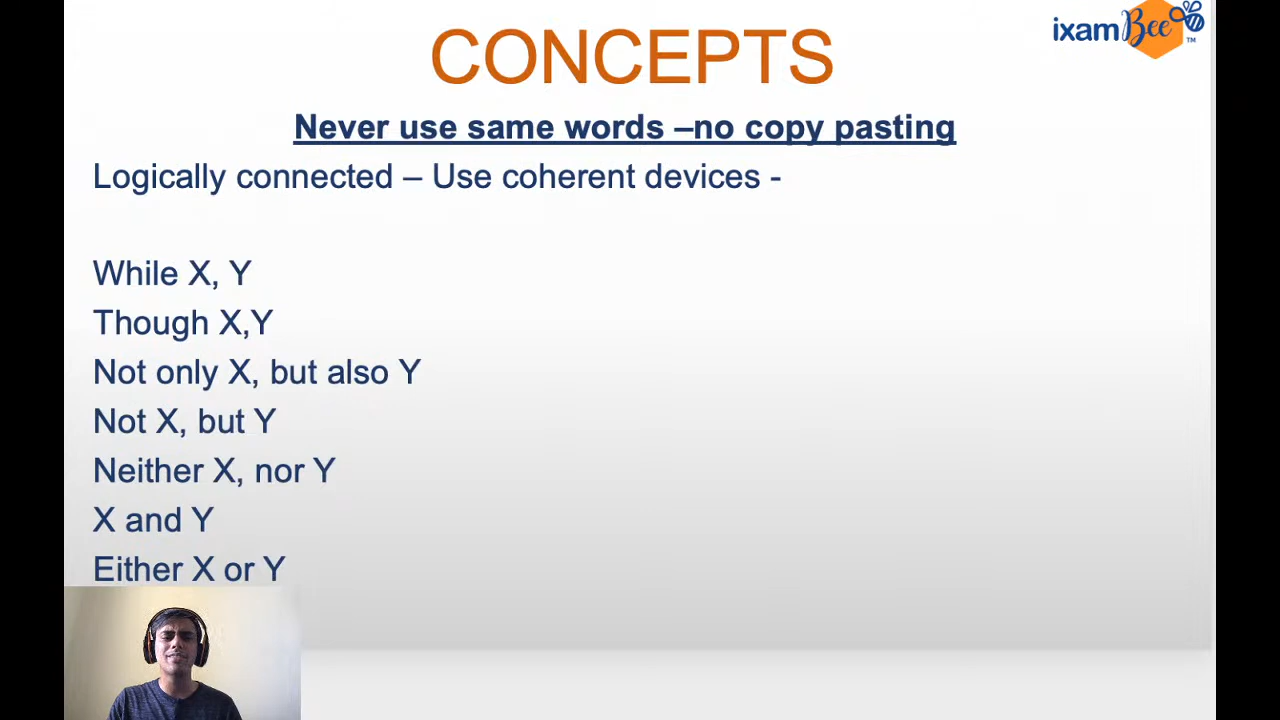 CONCEPTS
ixamBee™
Never use same words –no copy pasting
Logically connected – Use coherent devices -
While X, Y
Though X,Y
Not only X, but also Y
Not X, but Y
Neither X, nor Y
X and Y
Either X or Y